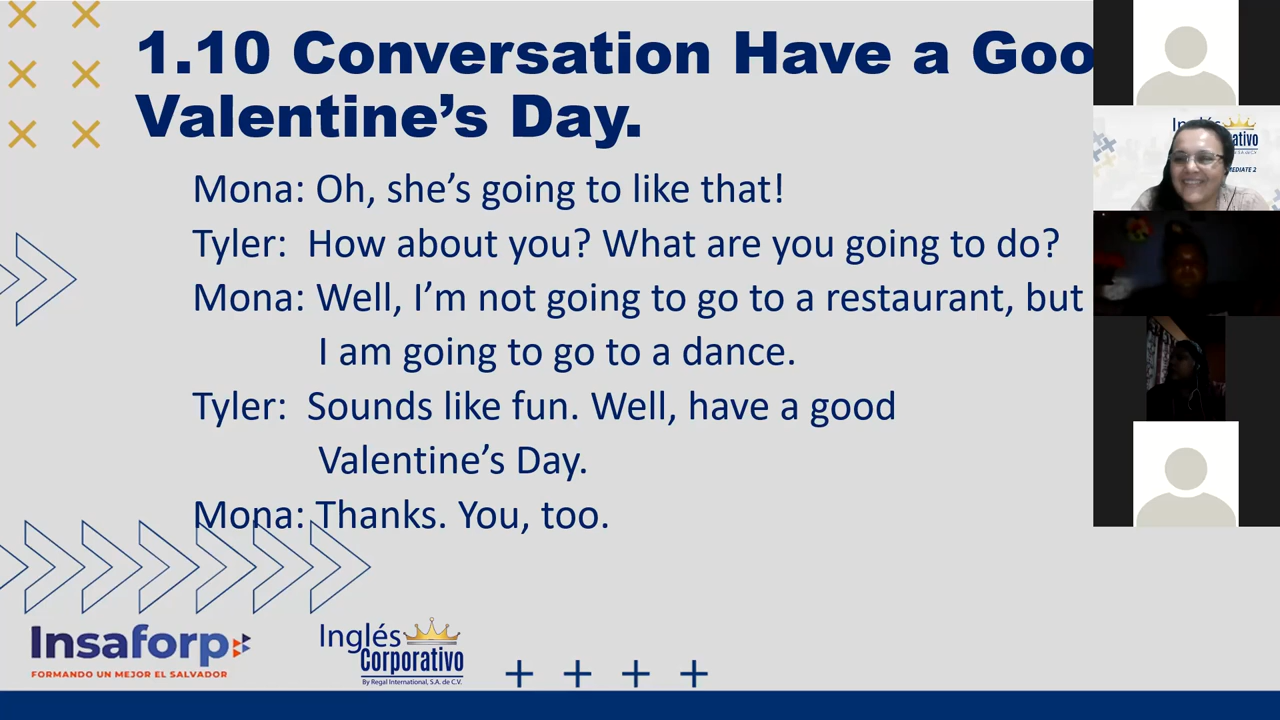 1.10 Conversation Have a Goo
Valentine's Day.
Mona: Oh, she's going to like that!
Tyler: How about you? What are you going to do?
Mona: Well, I'm not going to go to a restaurant, but
I am going to go to a dance.
Tyler: Sounds like fun. Well, have a good
Valentine's Day.
Mona: Thanks. You, too.
Insaforp
FORMANDO UN MEJOR EL SALVADOR
Inglés
Corporativo
By Regal International, S.A. de C.V.